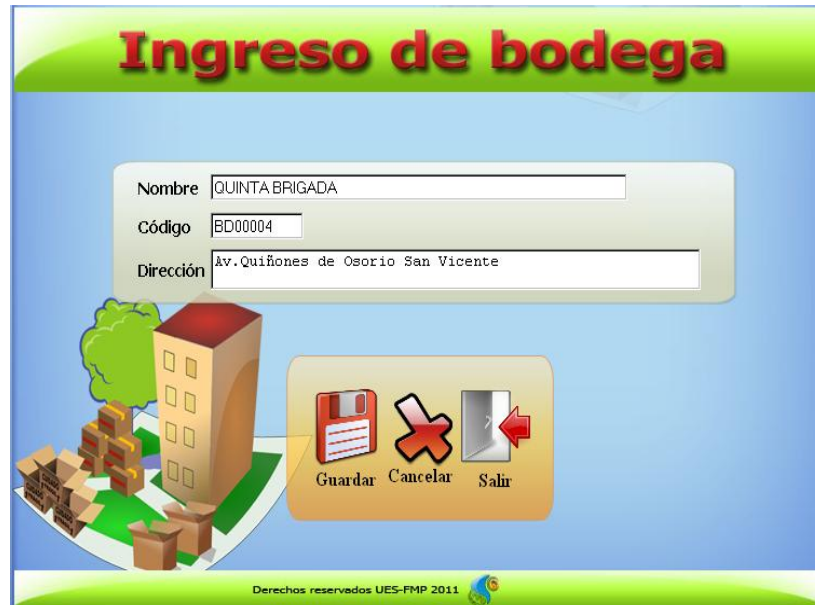 Ingreso de bodega
Nombre QUINTA BRIGADA
Código BD00004
Dirección Av.Quiñones de Osorio San Vicente
Guardar Cancelar Salir
Derechos reservados UES-FMP 2011